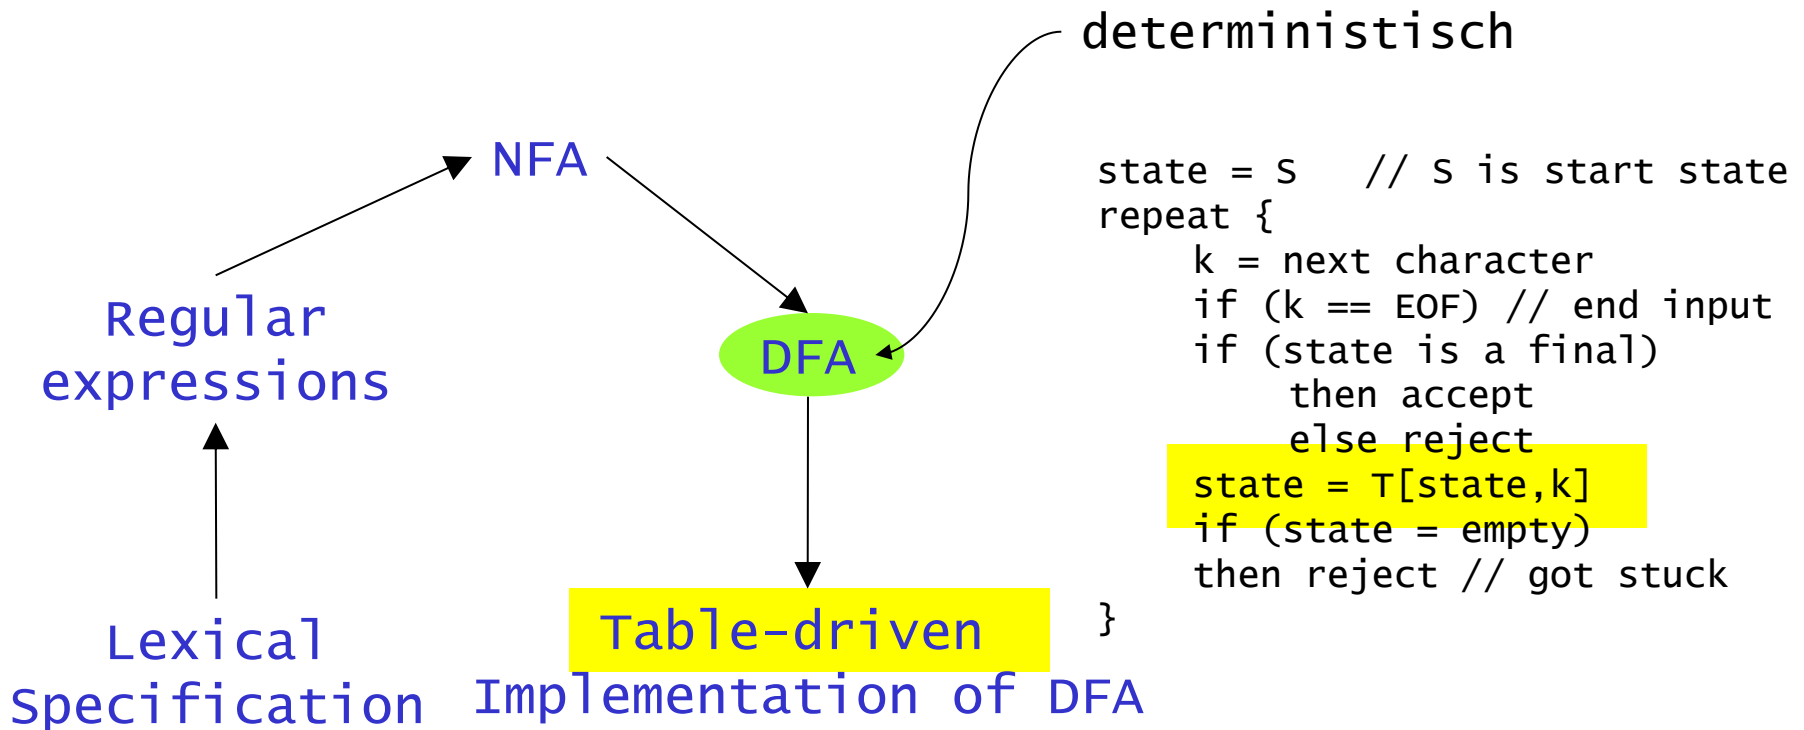 deterministisch
NFA
Regular
expressions
DFA
Lexical
Specification
Table-driven
Implementation of DFA
state = S   // S is start state
repeat {
k = next character
if (k == EOF) // end input
if (state is a final)
then accept
else reject
state = T[state,k]
if (state = empty)
then reject // got stuck
}